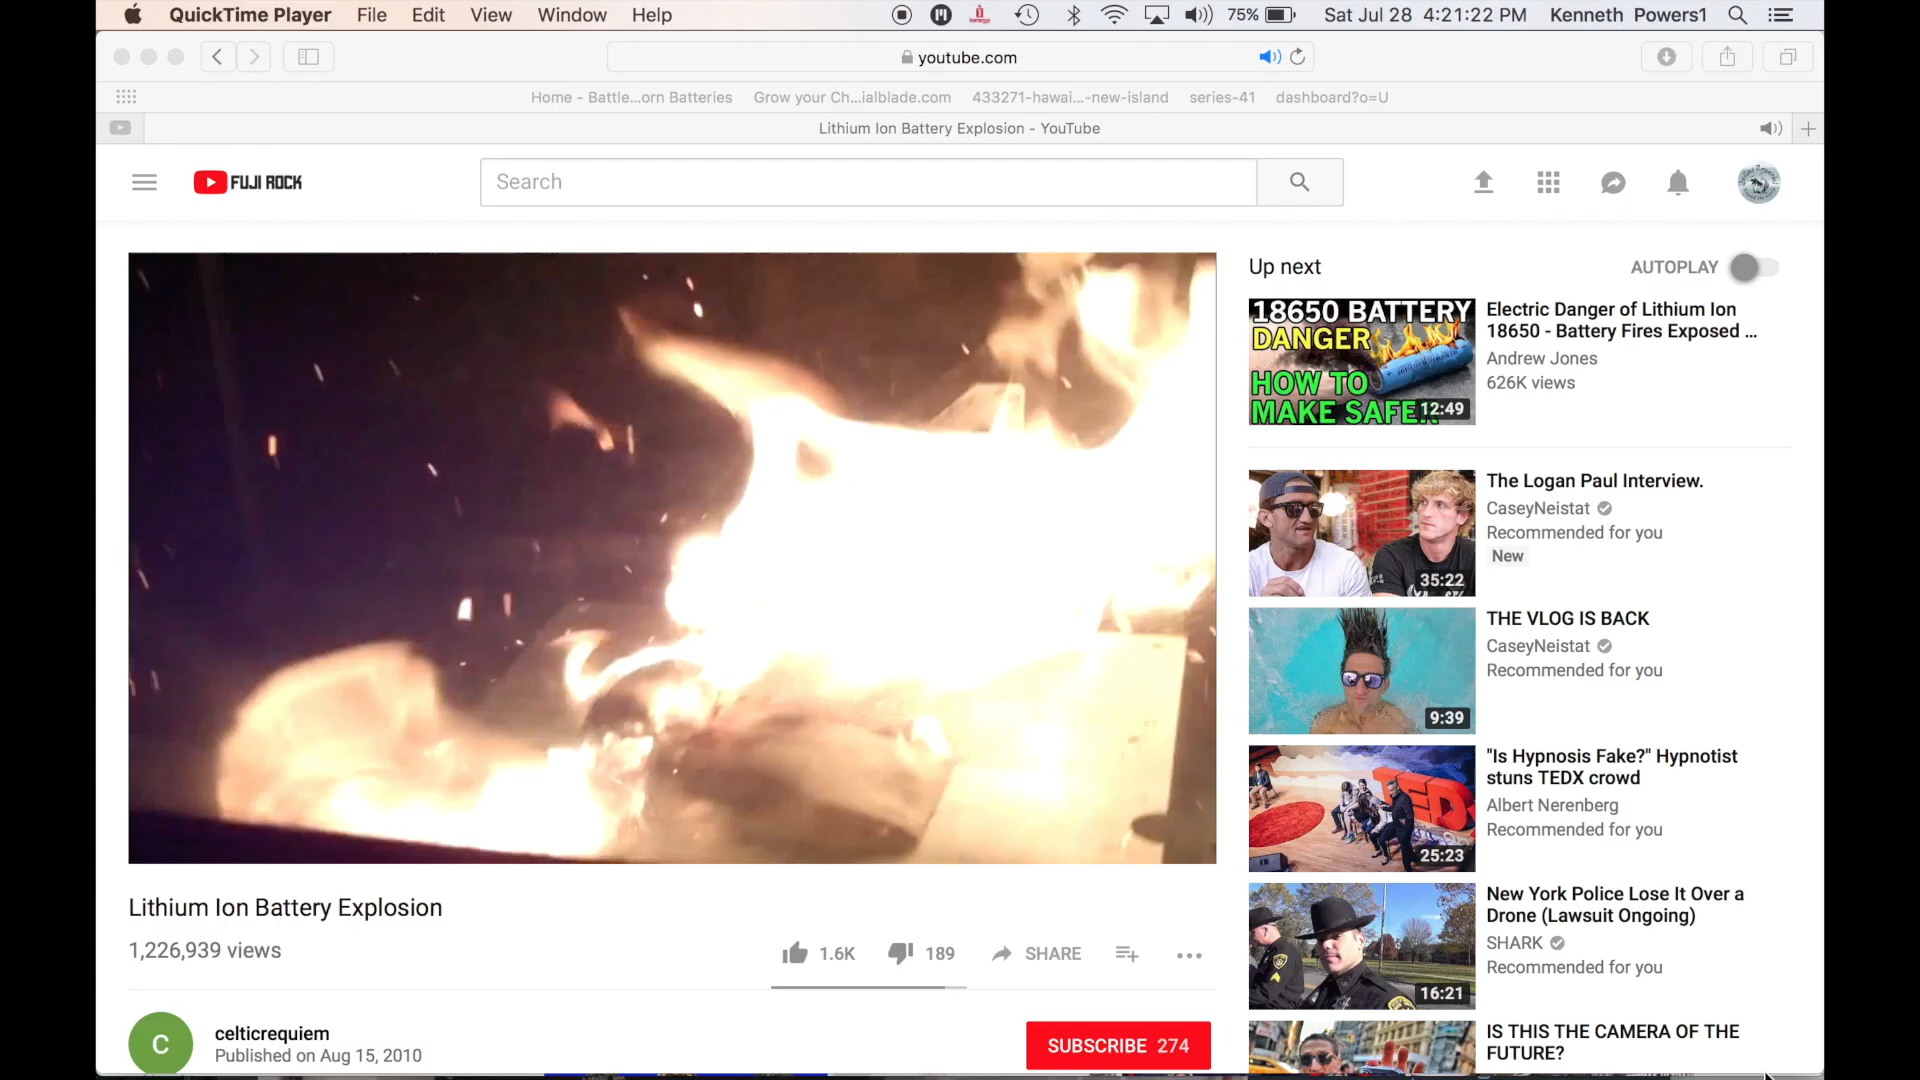 QuickTime Player File Edit View Window Help 75% Sat Jul 28 4:21:22 PM Kenneth Powers1
youtube.com
Home - Battle...orn Batteries Grow your Ch...ialblade.com 433271-hawai...-new-island series-41 dashboard?o=U
Lithium Ion Battery Explosion - YouTube
FUJI ROCK
Search
Up next
AUTOPLAY
18650 BATTERY
DANGER
HOW TO
MAKE SAFER
12:49
Electric Danger of Lithium Ion
18650 - Battery Fires Exposed ...
Andrew Jones
626K views
35:22
The Logan Paul Interview.
CaseyNeistat
Recommended for you
New
9:39
THE VLOG IS BACK
CaseyNeistat
Recommended for you
TED
25:23
"Is Hypnosis Fake?" Hypnotist
stuns TEDX crowd
Albert Nerenberg
Recommended for you
16:21
New York Police Lose It Over a
Drone (Lawsuit Ongoing)
SHARK
Recommended for you
IS THIS THE CAMERA OF THE
FUTURE?
Lithium Ion Battery Explosion
1,226,939 views
1.6K 189 SHARE
C
celticrequiem
Published on Aug 15, 2010
SUBSCRIBE 274